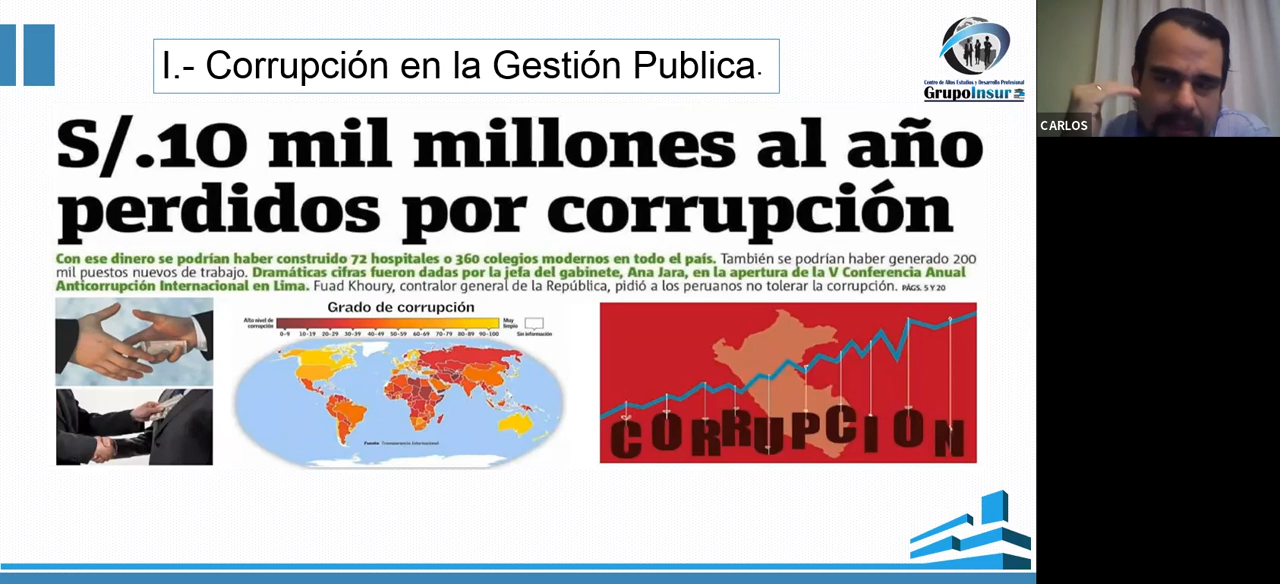 I.- Corrupción en la Gestión Publica.
Centro de Altos Estudios y Desarrollo Profesional
GrupoInsur
CARLOS
S/.10 mil millones al año
perdidos por corrupción
Con ese dinero se podrían haber construido 72 hospitales o 360 colegios modernos en todo el país. También se podrían haber generado 200
mil puestos nuevos de trabajo. Dramáticas cifras fueron dadas por la jefa del gabinete, Ana Jara, en la apertura de la V Conferencia Anual
Anticorrupción Internacional en Lima. Fuad Khoury, contralor general de la República, pidió a los peruanos no tolerar la corrupción. PÁGS. 5 Y 20
Grado de corrupción
Alto nivel de
corrupción
Muy
limpio
Sin información
0-9 10-19 20-29 30-39 40-49 50-59 60-69 70-79 80-89 90-100
Fuente: Transparencia Internacional
CORRUPCION